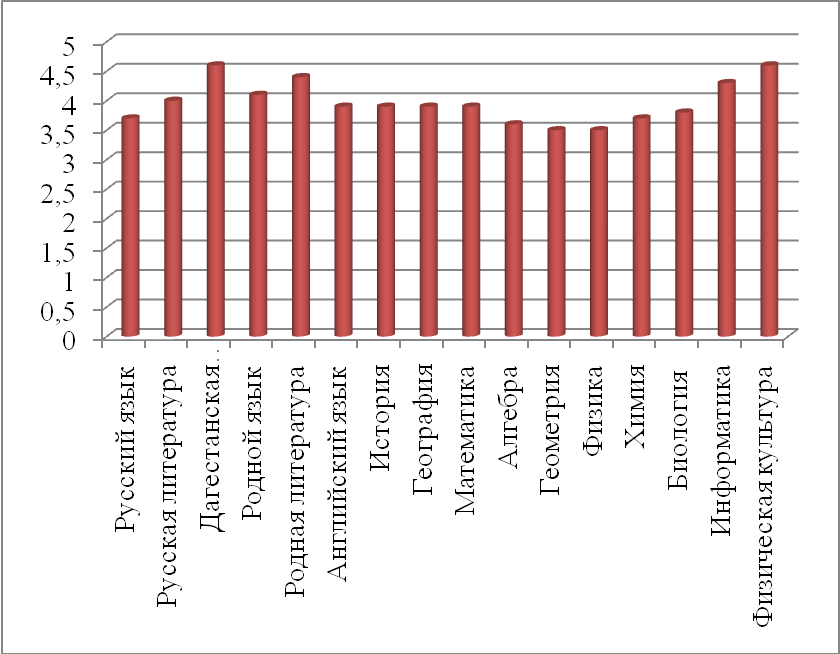 5
4,5
4
3,5
3
2,5
2
1,5
1
0,5
0
Русский язык
Русская литература
Дагестанская…
Родной язык
Родная литература
Английский язык
История
География
Математика
Алгебра
Геометрия
Физика
Химия
Биология
Информатика
Физическая культура